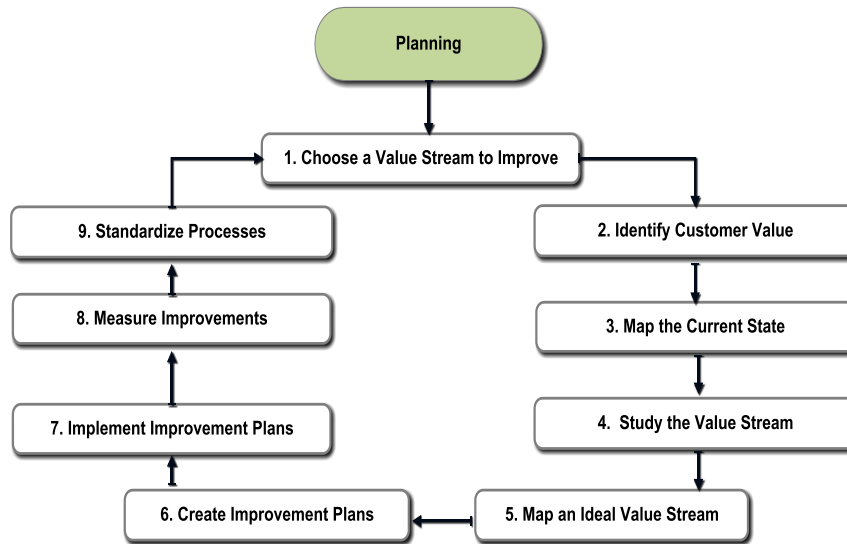 Planning
1. Choose a Value Stream to Improve
2. Identify Customer Value
3. Map the Current State
4. Study the Value Stream
5. Map an Ideal Value Stream
6. Create Improvement Plans
7. Implement Improvement Plans
8. Measure Improvements
9. Standardize Processes